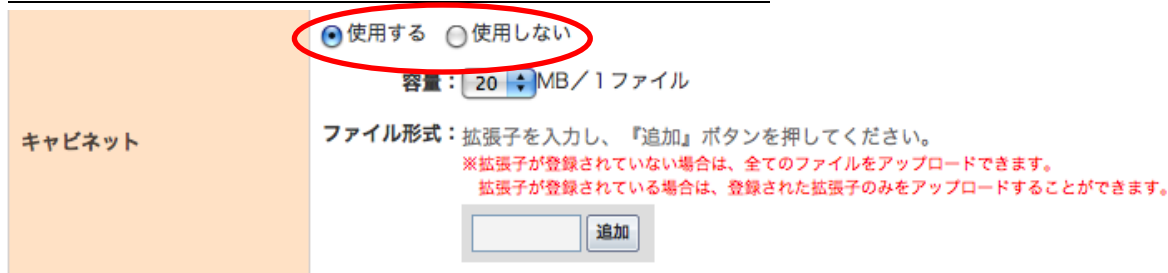 使用する 使用しない
容量： 20 MB／1ファイル
キャビネット
ファイル形式：拡張子を入力し、『追加』ボタンを押してください。
※拡張子が登録されていない場合は、全てのファイルをアップロードできます。
拡張子が登録されている場合は、登録された拡張子のみをアップロードすることができます。
追加